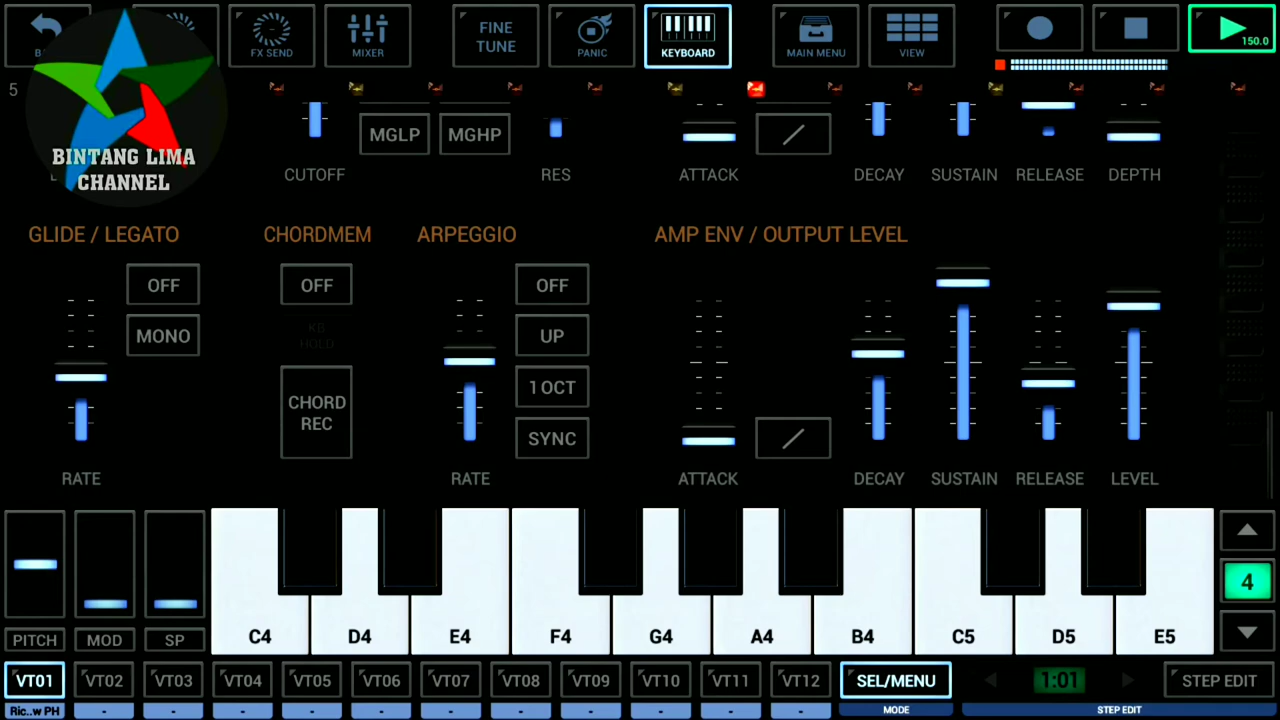 FX SEND
MIXER
FINE
TUNE
PANIC
KEYBOARD
MAIN MENU
VIEW
150.0
5
BINTANG LIMA
CHANNEL
MGLP
MGHP
CUTOFF
RES
ATTACK
DECAY
SUSTAIN
RELEASE
DEPTH
GLIDE / LEGATO
CHORDMEM
ARPEGGIO
AMP ENV / OUTPUT LEVEL
OFF
OFF
OFF
MONO
KG
HOLD
UP
CHORD
REC
1 OCT
SYNC
RATE
RATE
ATTACK
DECAY
SUSTAIN
RELEASE
LEVEL
4
PITCH
MOD
SP
C4
D4
E4
F4
G4
A4
B4
C5
D5
E5
VT01
VT02
VT03
VT04
VT05
VT06
VT07
VT08
VT09
VT10
VT11
VT12
SEL/MENU
1:01
STEP EDIT
Ric..w PH
-
-
-
-
-
-
-
-
-
-
-
MODE
STEP EDIT